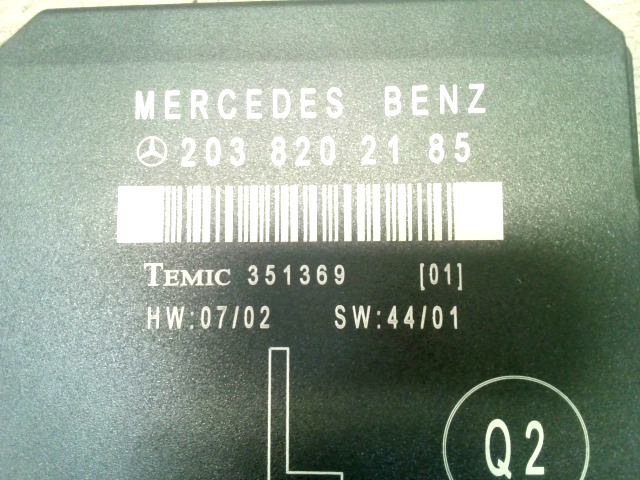 MERCEDES BENZ
203 820 21 85
TEMIC 351369 [01]
HW:07/02 SW:44/01
L
Q2